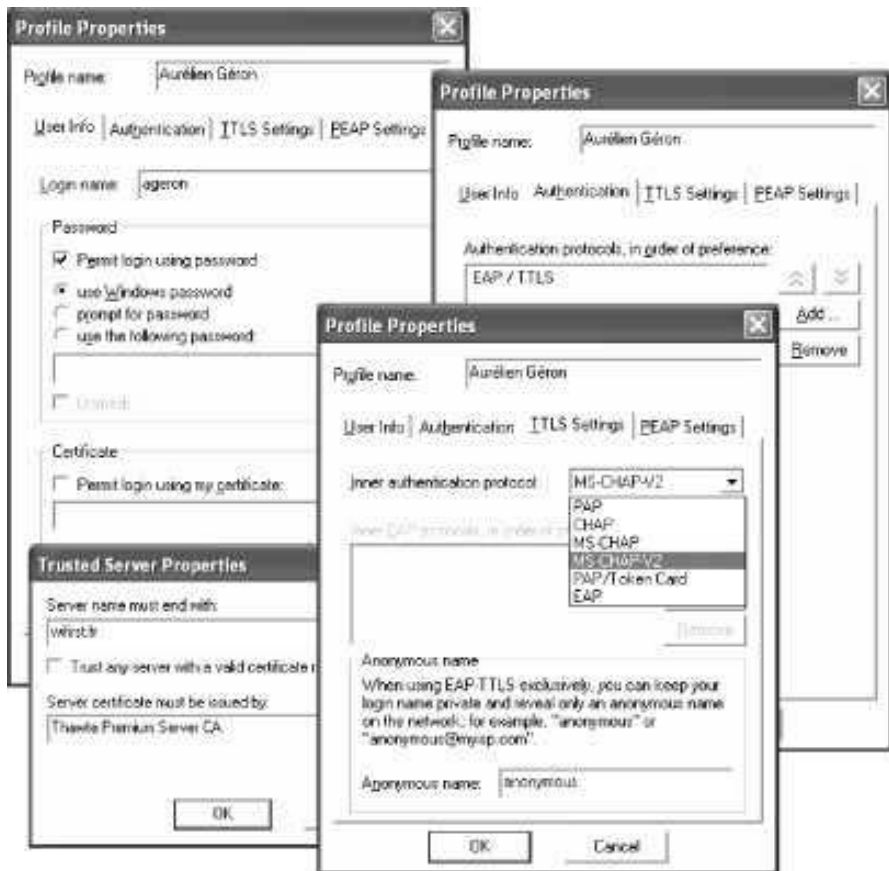 Profile Properties
Profile name: Aurélien Géron
User Info Authentication TTLS Settings PEAP Settings
Login name: ageron
Password
Permit login using password
use Windows password
prompt for password
use the following password:
Certificate
Permit login using my certificate:
Profile Properties
Profile name: Aurélien Géron
User Info Authentication TTLS Settings PEAP Settings
Authentication protocols, in order of preference:
EAP / TTLS
Add ...
Remove
Trusted Server Properties
Server name must end with:
Trust any server with a valid certificate
Server certificate must be issued by:
Thawte Premium Server CA
OK
Profile Properties
Profile name: Aurélien Géron
User Info Authentication TTLS Settings PEAP Settings
Inner authentication protocol: MS-CHAP-V2
PAP
CHAP
MS-CHAP
MS-CHAP-V2
PAP/Token Card
EAP
Inner EAP protocols, in order of
Remove
Anonymous name
When using EAP-TTLS exclusively, you can keep your
login name private and reveal only an anonymous name
on the network; for example, "anonymous" or
"anonymous@myisp.com".
Anonymous name: anonymous
OK Cancel